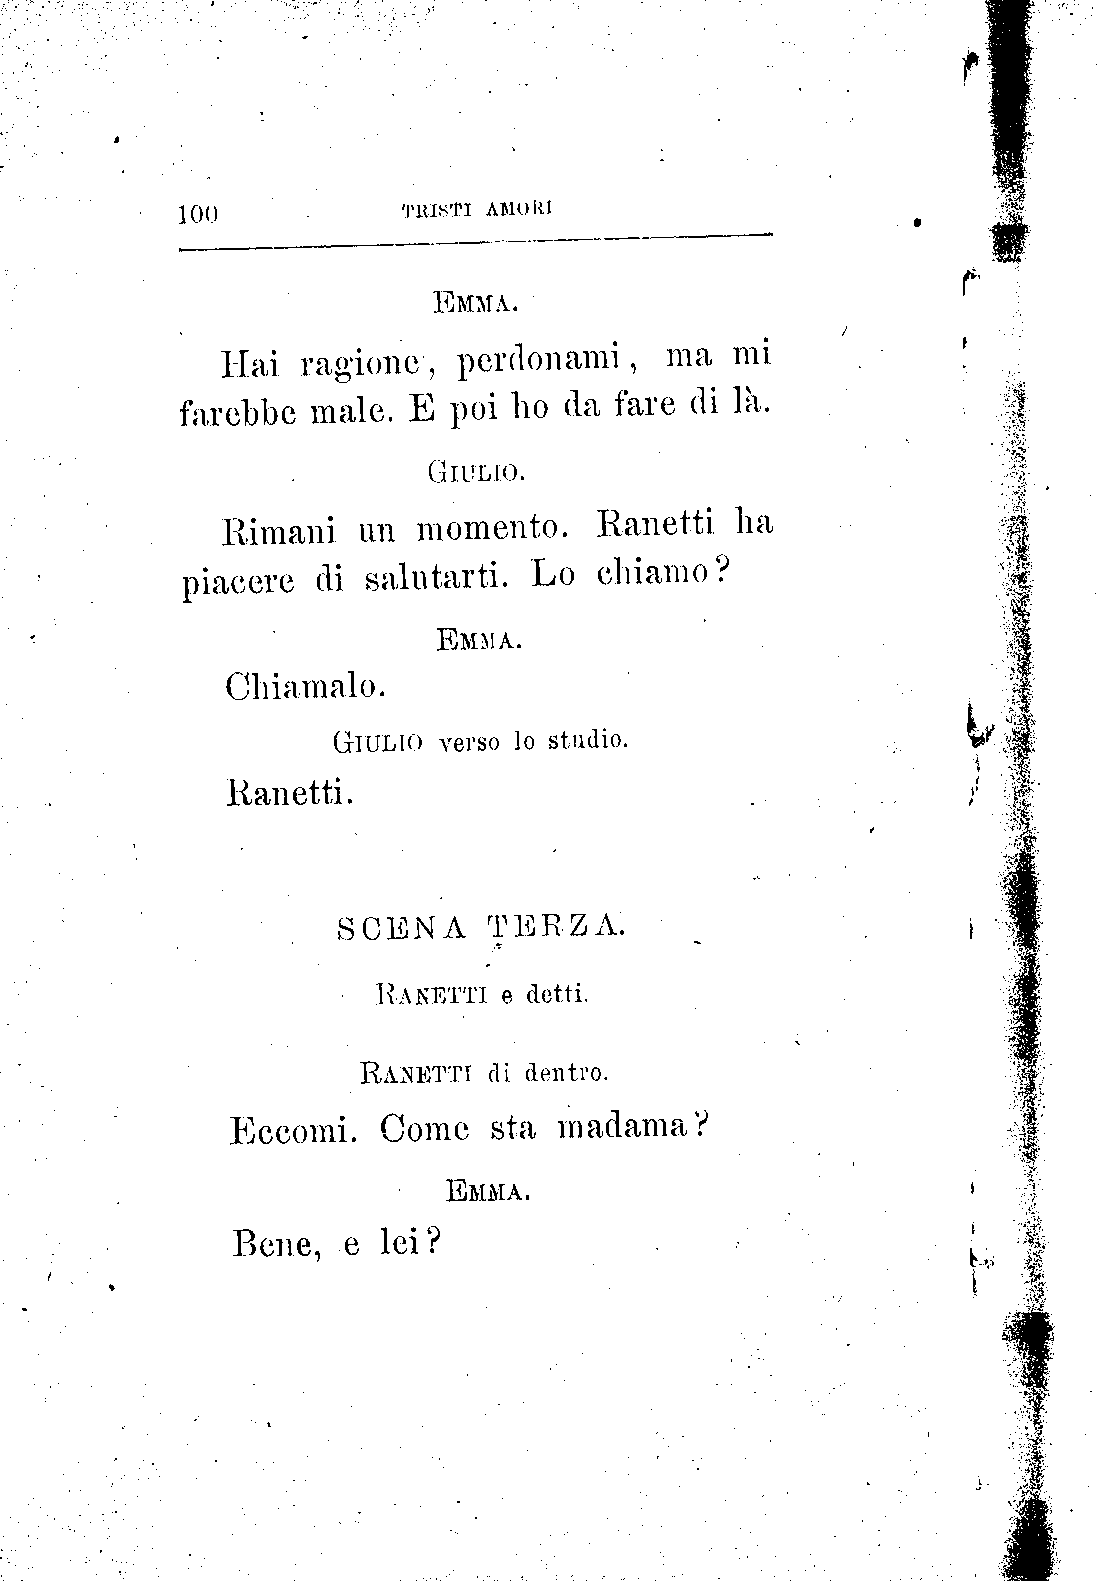 100 TRISTI AMORI
EMMA.
Hai ragione, perdonami, ma mi
farebbe male. E poi ho da fare di là.
GIULIO.
Rimani un momento. Ranetti ha
piacere di salutarti. Lo chiamo?
EMMA.
Chiamalo.
GIULIO verso lo studio.
Ranetti.
SCENA TERZA.
RANETTI e detti.
RANETTI di dentro.
Eccomi. Come sta madama?
EMMA.
Bene, e lei?